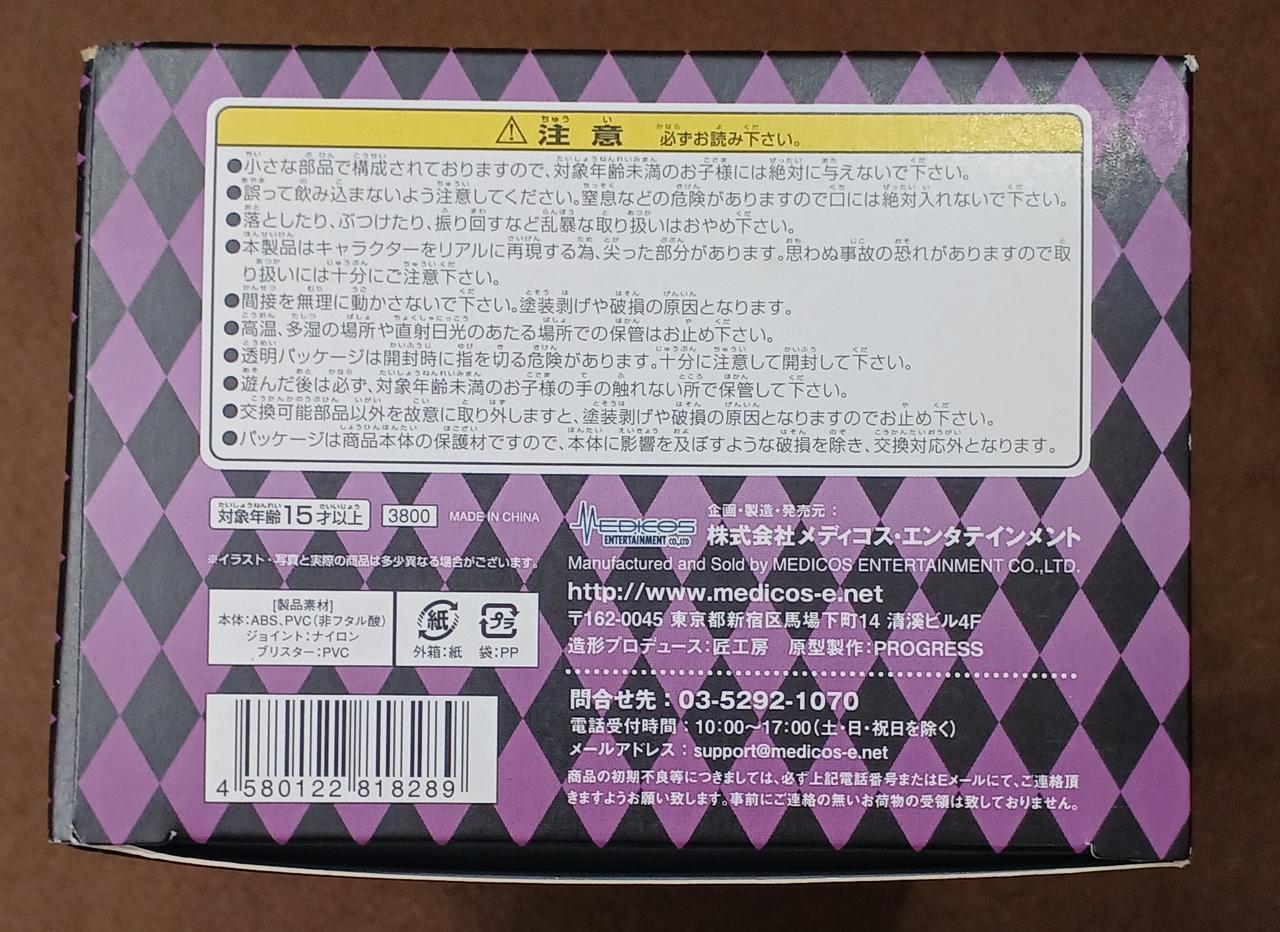 ⚠注意 必ずお読み下さい。
●小さな部品で構成されておりますので、対象年齢未満のお子様には絶対に与えないで下さい。
●誤って飲み込まないよう注意してください。窒息などの危険がありますので口には絶対入れないで下さい。
●落としたり、ぶつけたり、振り回すなど乱暴な取り扱いはおやめ下さい。
●本製品はキャラクターをリアルに再現する為、尖った部分があります。思わぬ事故の恐れがありますので取
り扱いには十分にご注意下さい。
●間接を無理に動かさないで下さい。塗装剥げや破損の原因となります。
●高温、多湿の場所や直射日光のあたる場所での保管はお止め下さい。
●透明パッケージは開封時に指を切る危険があります。十分に注意して開封して下さい。
●遊んだ後は必ず、対象年齢未満のお子様の手の触れない所で保管して下さい。
●交換可能部品以外を故意に取り外しますと、塗装剥げや破損の原因となりますのでお止め下さい。
●パッケージは商品本体の保護材ですので、本体に影響を及ぼすような破損を除き、交換対応外となります。
対象年齢15才以上 3800 MADE IN CHINA
※イラスト・写真と実際の商品は多少異なる場合がございます。
[製品素材]
本体:ABS、PVC(非フタル酸)
ジョイント:ナイロン
ブリスター:PVC
紙 プラ
外箱:紙 袋:PP
4 580122 818289
MEDICOS
ENTERTAINMENT CO.,LTD
企画・製造・発売元:
株式会社メディコス・エンタテインメント
Manufactured and Sold by MEDICOS ENTERTAINMENT CO.,LTD.
http://www.medicos-e.net
〒162-0045 東京都新宿区馬場下町14 清溪ビル4F
造形プロデュース:匠工房 原型製作:PROGRESS
問合せ先:03-5292-1070
電話受付時間:10:00〜17:00(土・日・祝日を除く)
メールアドレス:support@medicos-e.net
商品の初期不良等につきましては、必ず上記電話番号またはEメールにて、ご連絡頂
きますようお願い致します。事前にご連絡の無いお荷物の受領は致しておりません。